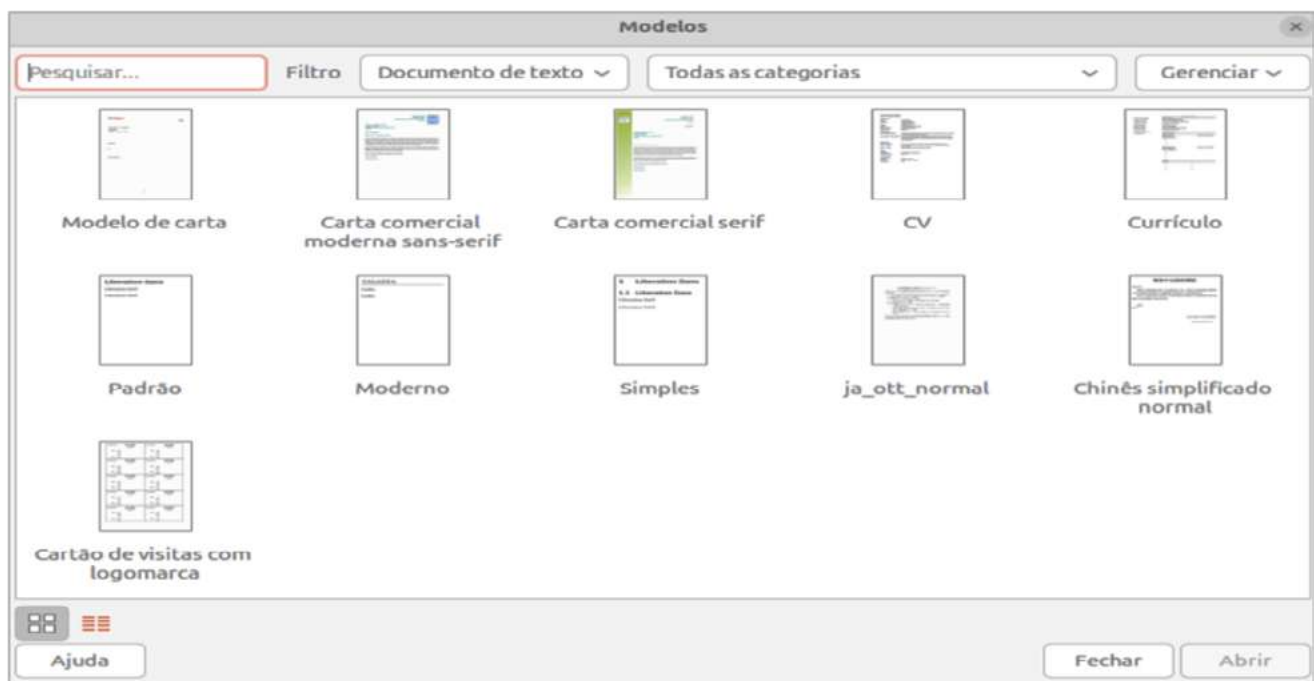 Modelos
Pesquisar... Filtro Documento de texto Todas as categorias Gerenciar
Modelo de carta
Carta comercial
moderna sans-serif
Carta comercial serif
CV
Currículo
Padrão
Moderno
Simples
ja_ott_normal
Chinês simplificado
normal
Cartão de visitas com
logomarca
Ajuda Fechar Abrir